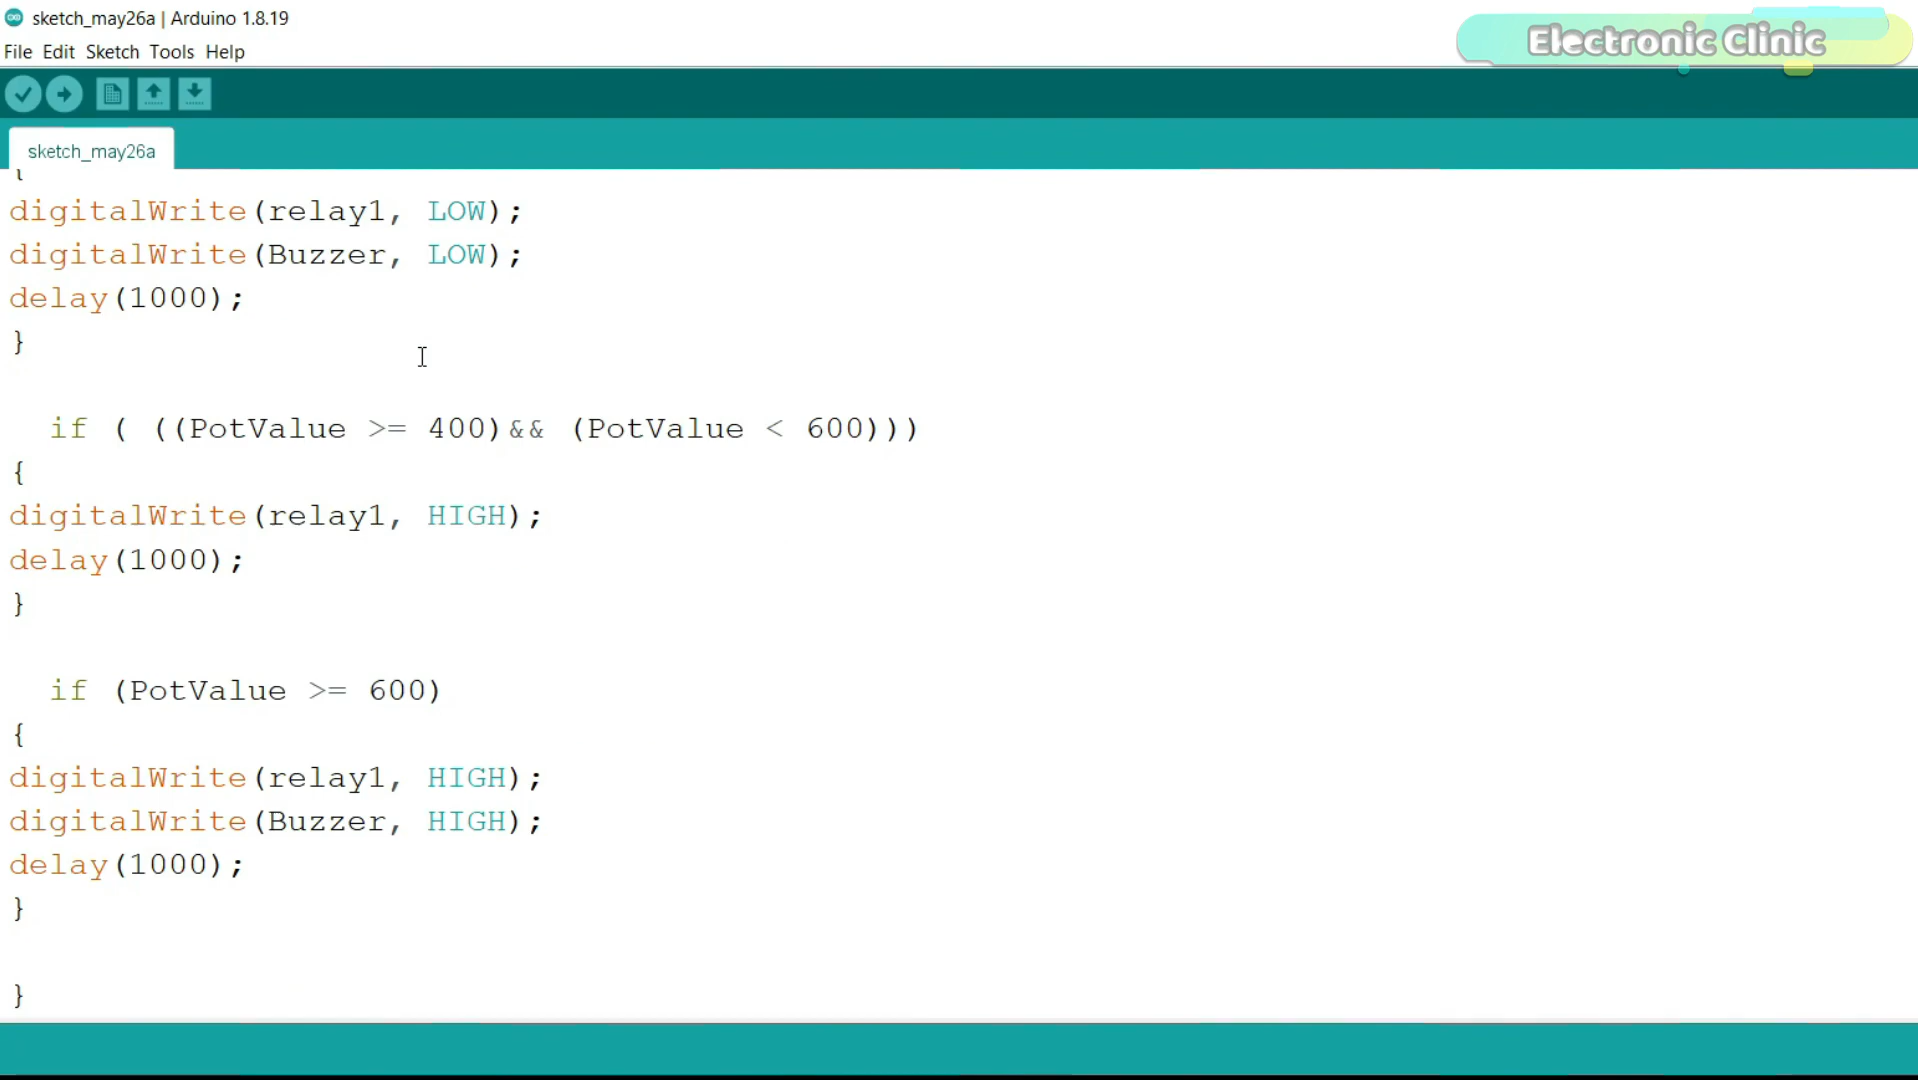 sketch_may26a | Arduino 1.8.19
File Edit Sketch Tools Help
Electronic Clinic
sketch_may26a
{
digitalWrite(relay1, LOW);
digitalWrite(Buzzer, LOW);
delay(1000);
}
if ( ((PotValue >= 400)&& (PotValue < 600)))
{
digitalWrite(relay1, HIGH);
delay(1000);
}
if (PotValue >= 600)
{
digitalWrite(relay1, HIGH);
digitalWrite(Buzzer, HIGH);
delay(1000);
}
}